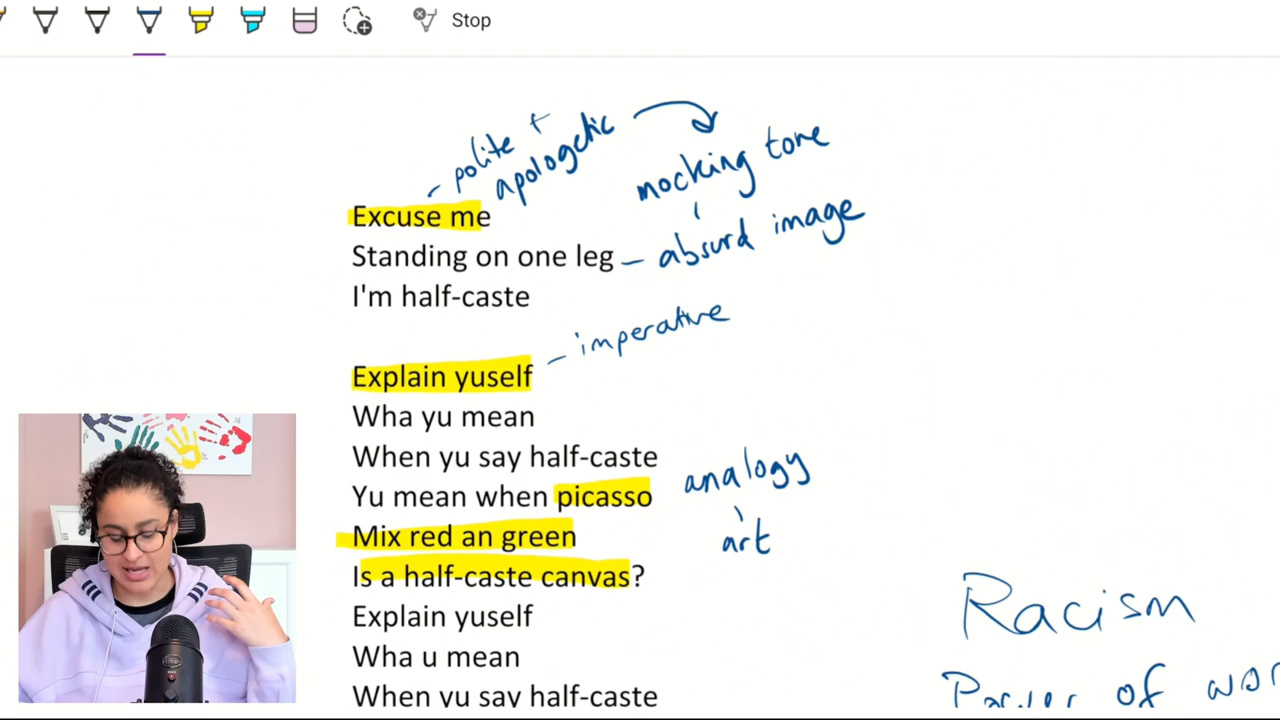 Stop
polite +
apologetic
mocking tone
Excuse me
absurd image
Standing on one leg
I'm half-caste
imperative
Explain yuself
Wha yu mean
When yu say half-caste
analogy
Yu mean when picasso
Mix red an green
art
Is a half-caste canvas?
Racism
Explain yuself
Wha u mean
Power of
When yu say half-caste